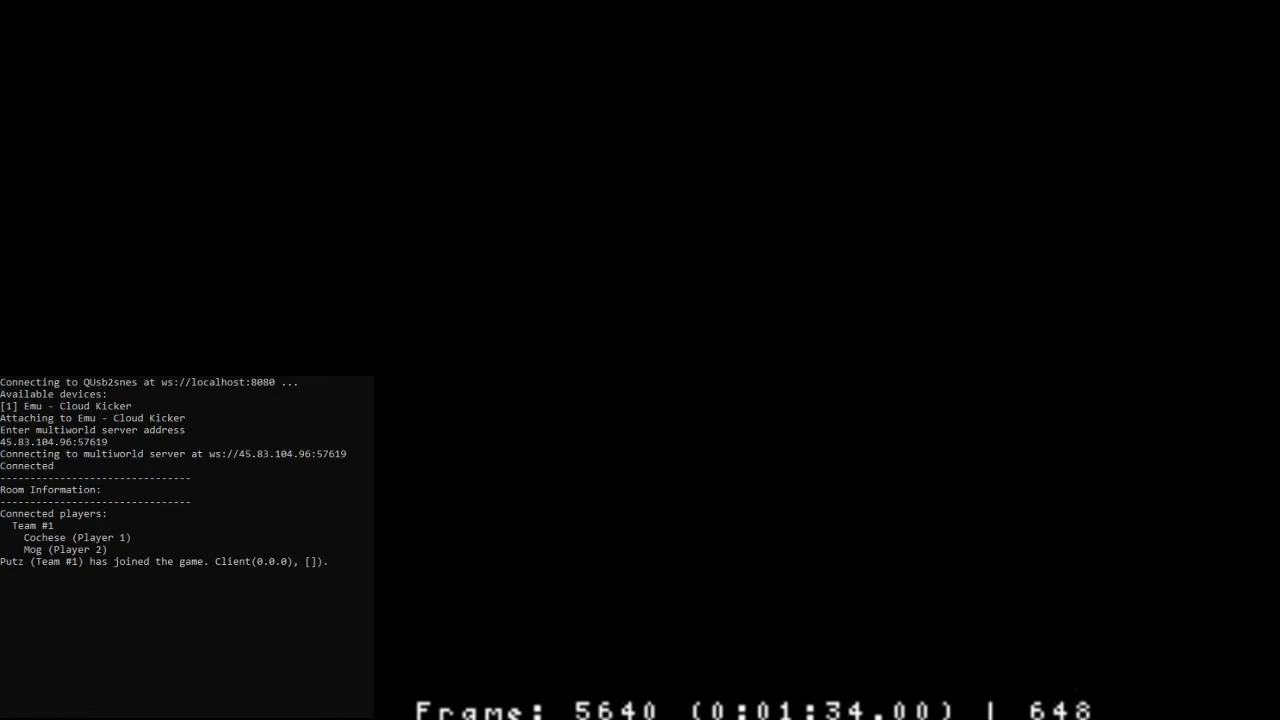 Connecting to QUsb2snes at ws://localhost:8080 ...
Available devices:
[1] Emu - Cloud Kicker
Attaching to Emu - Cloud Kicker
Enter multiworld server address
45.83.104.96:57619
Connecting to multiworld server at ws://45.83.104.96:57619
Connected
--------------------------------
Room Information:
--------------------------------
Connected players:
Team #1
Cochese (Player 1)
Mog (Player 2)
Putz (Team #1) has joined the game. Client(0.0.0), []).
Frame: 5640 (0:01:34.00) | 648